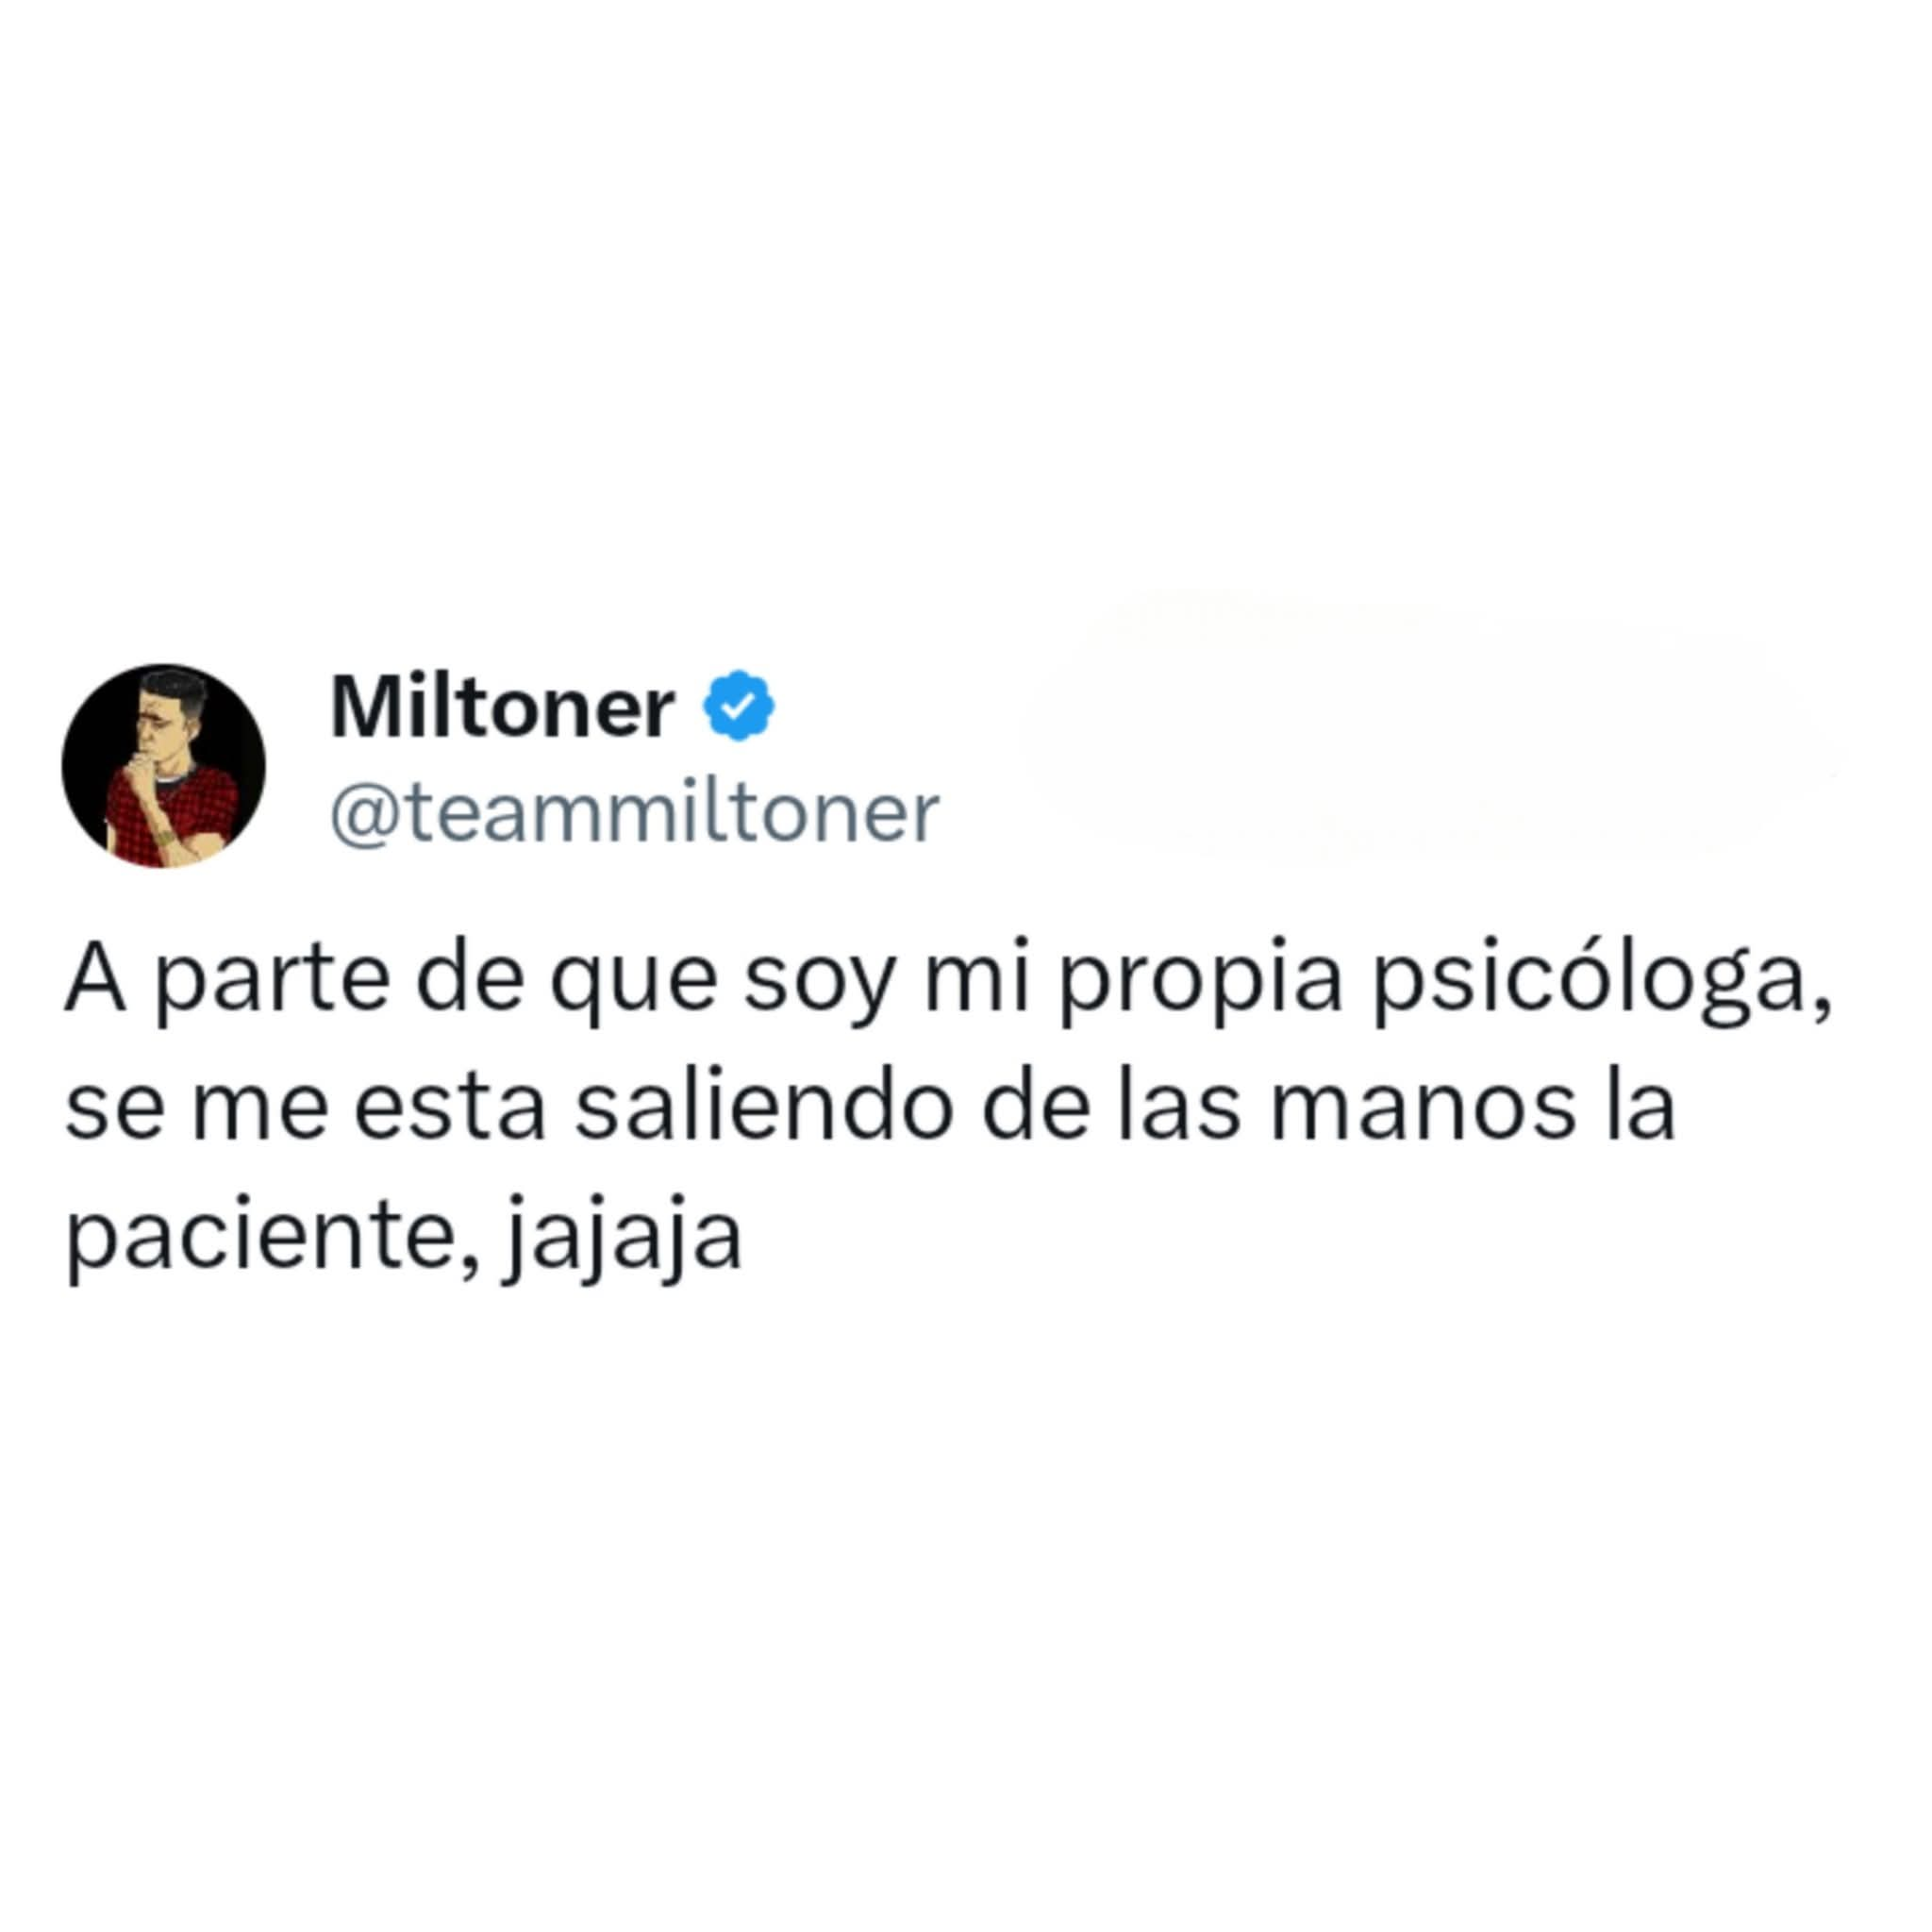 Miltoner
@teammiltoner
A parte de que soy mi propia psicóloga,
se me esta saliendo de las manos la
paciente, jajaja